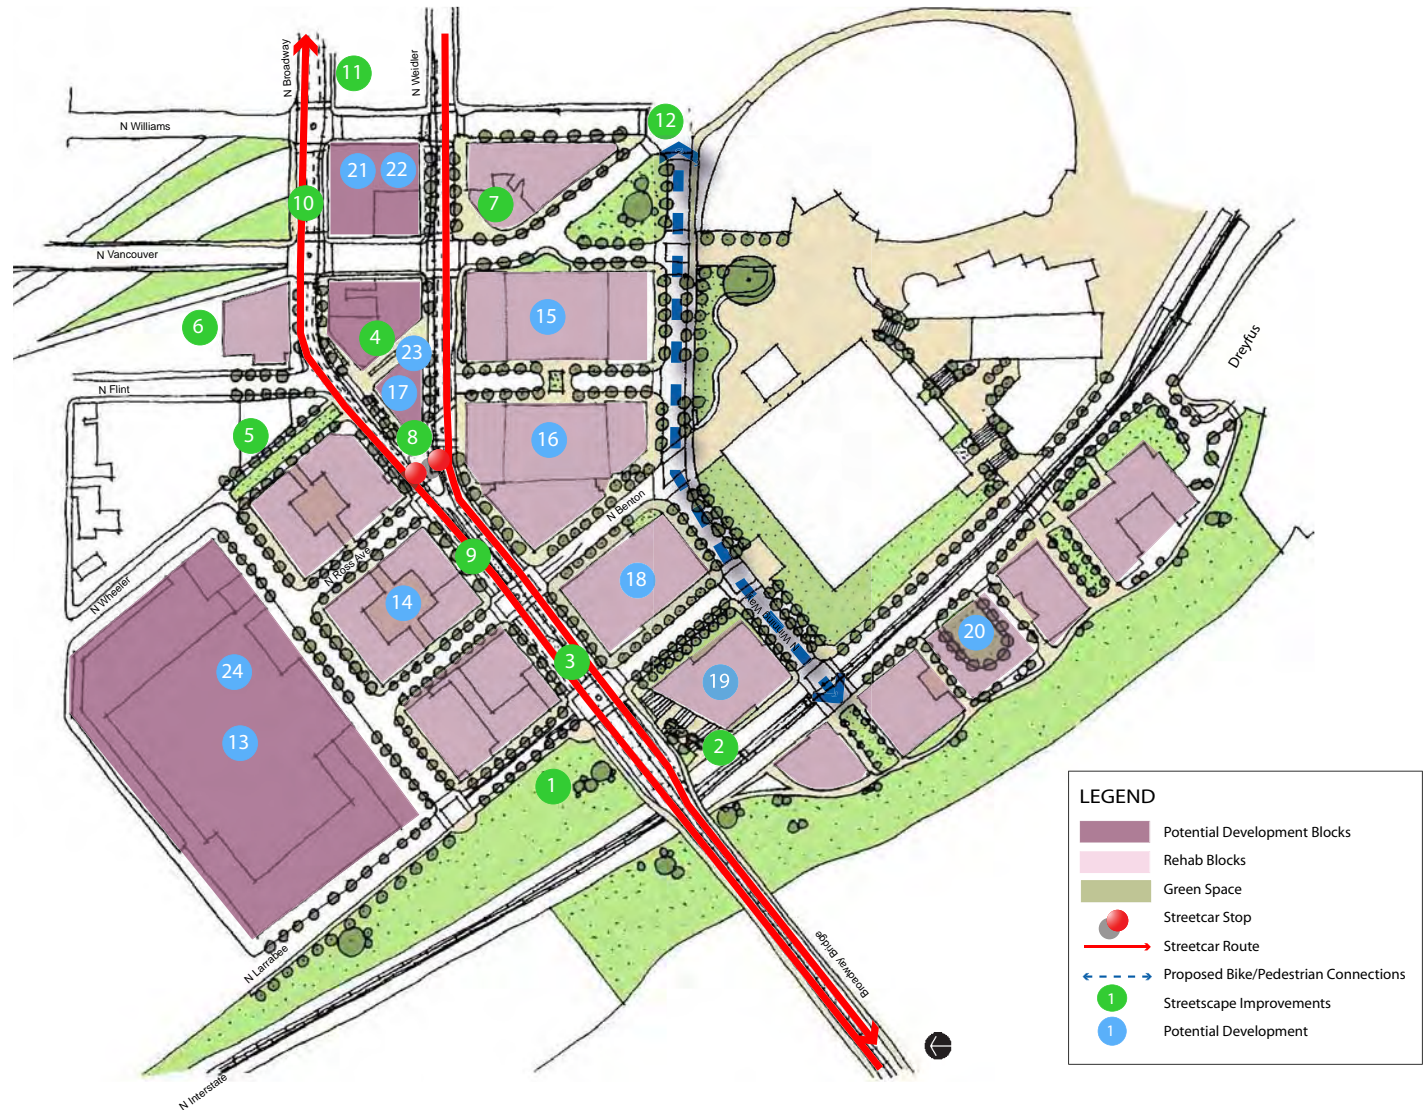 N Broadway
N Weidler
11
N Williams
12
21
22
10
7
N Vancouver
6
4
15
23
Dreyfus
N Flint
17
5
8
16
N Benton
9
N Ross Ave
N Wheeler
18
14
N Winning Way
20
3
24
19
13
2
1
LEGEND
Potential Development Blocks
Rehab Blocks
Green Space
Streetcar Stop
Streetcar Route
Proposed Bike/Pedestrian Connections
1 Streetscape Improvements
1 Potential Development
N Larrabee
Broadway Bridge
N Interstate